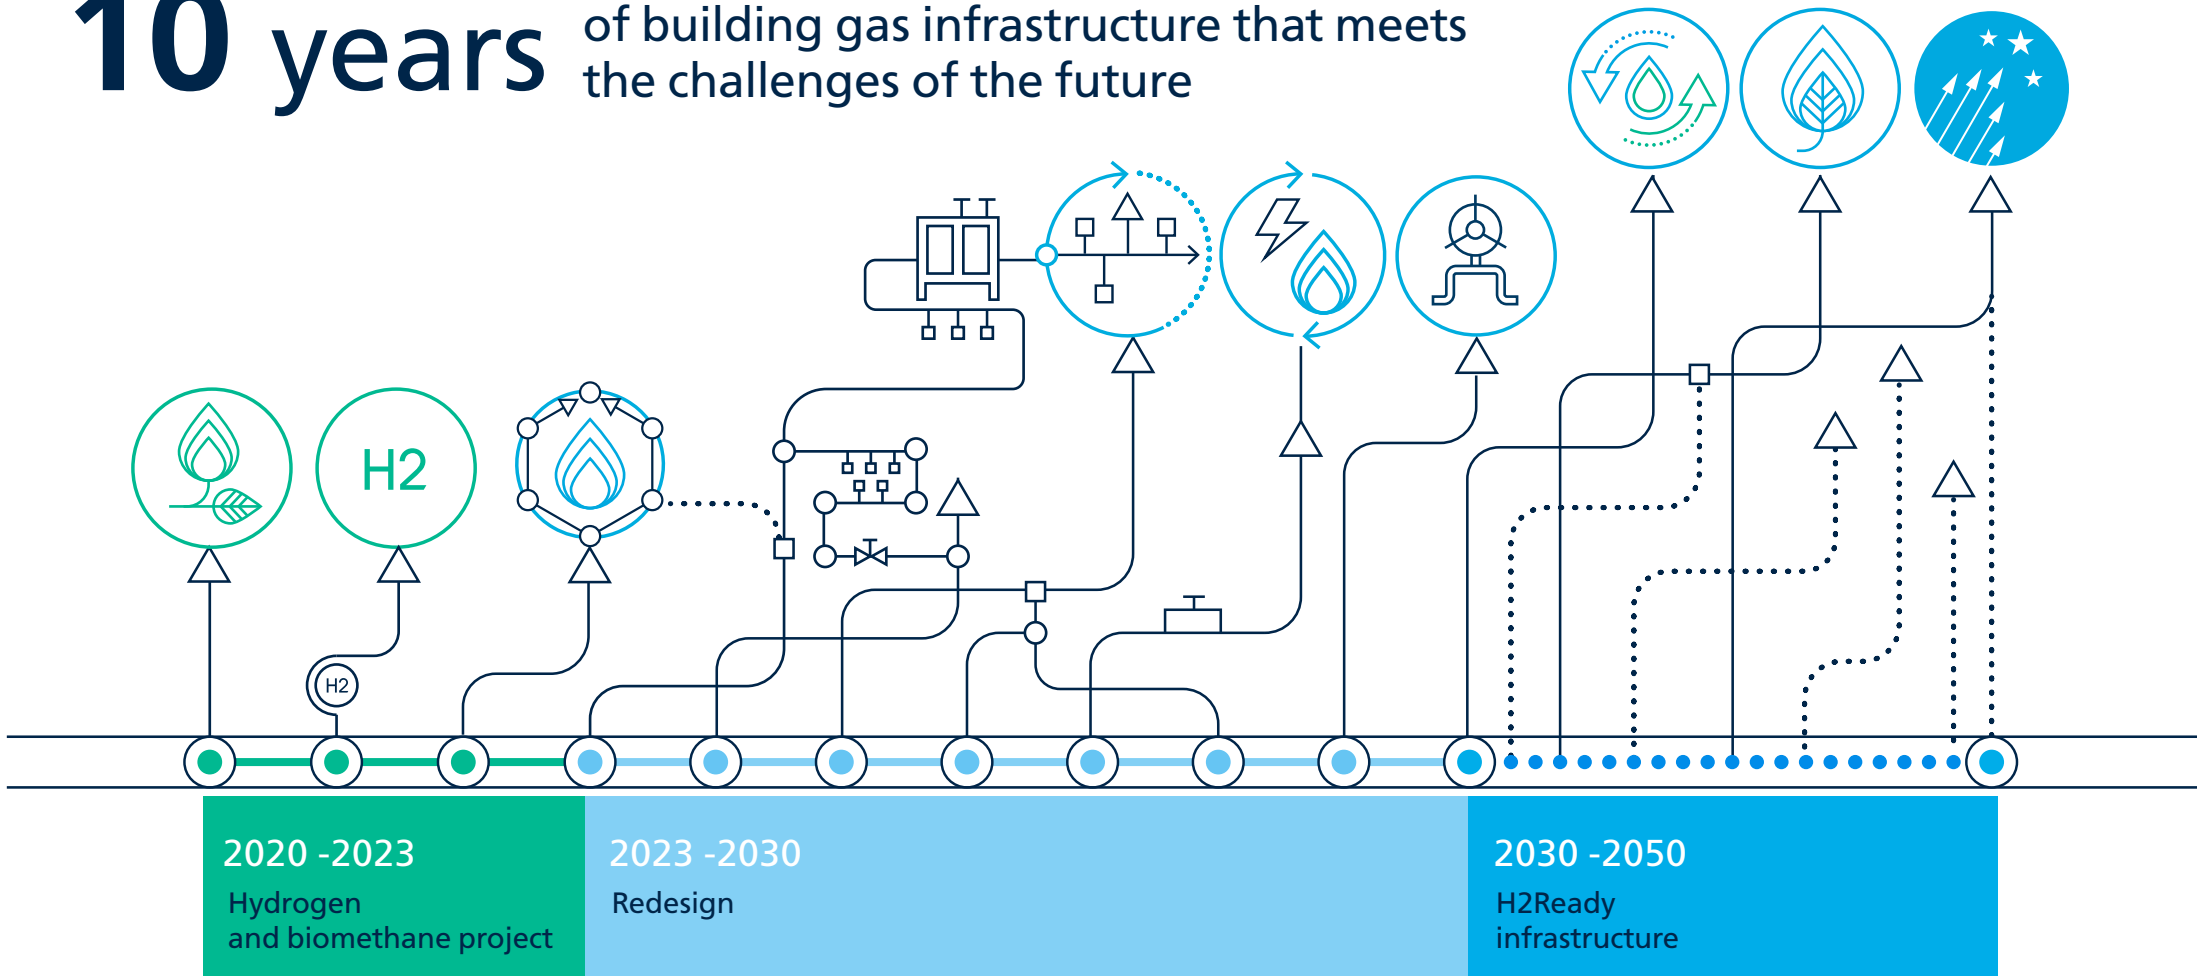 10 years
of building gas infrastructure that meets
the challenges of the future
H2
H2
2020 -2023
Hydrogen
and biomethane project
2023 -2030
Redesign
2030 -2050
H2Ready
infrastructure